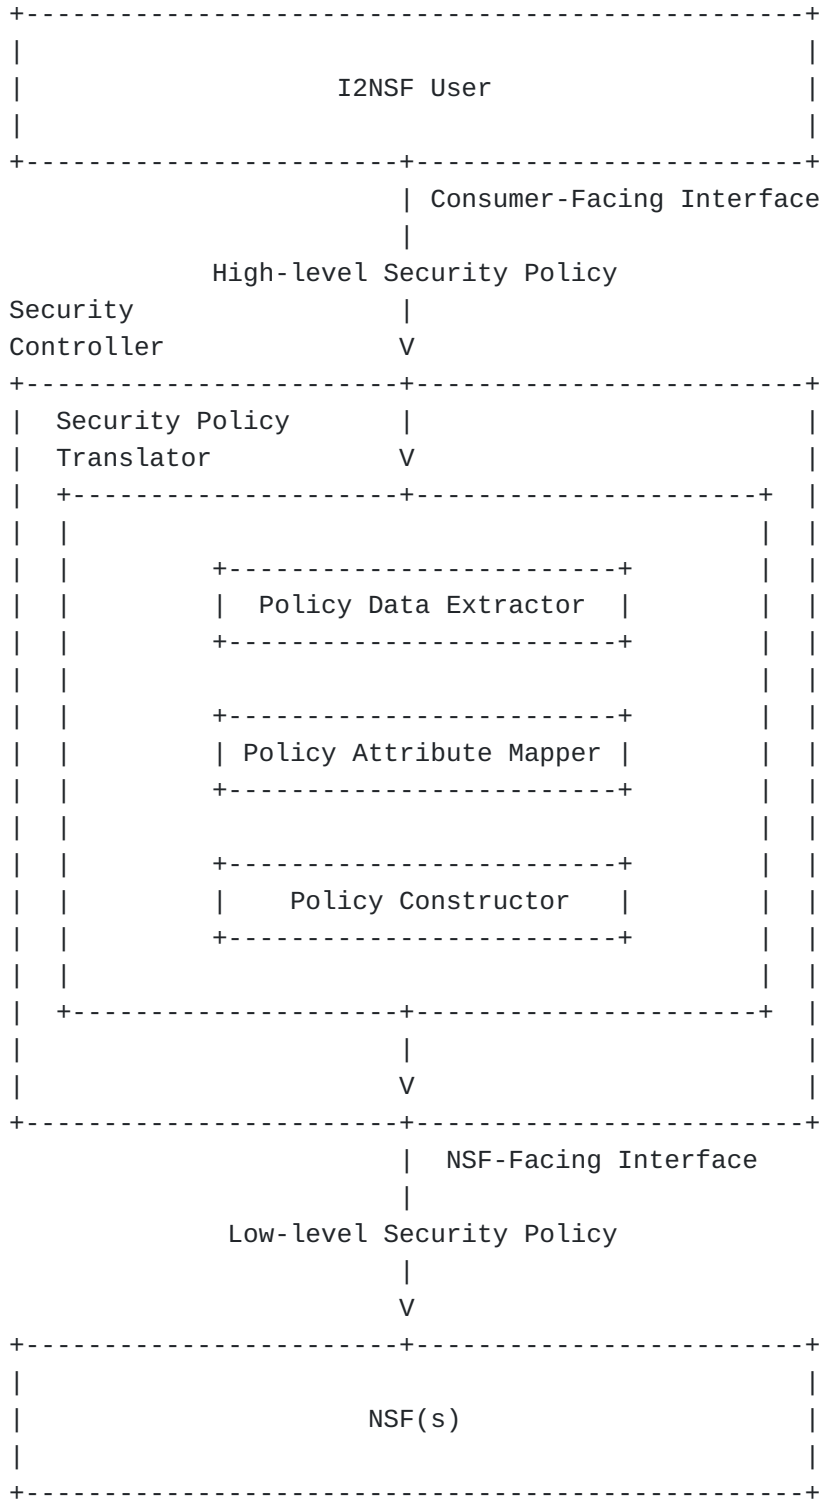 I2NSF User
Consumer-Facing Interface
High-level Security Policy
Security
Controller V
Security Policy
Translator V
Policy Data Extractor
Policy Attribute Mapper
Policy Constructor
V
NSF-Facing Interface
Low-level Security Policy
V
NSF(s)